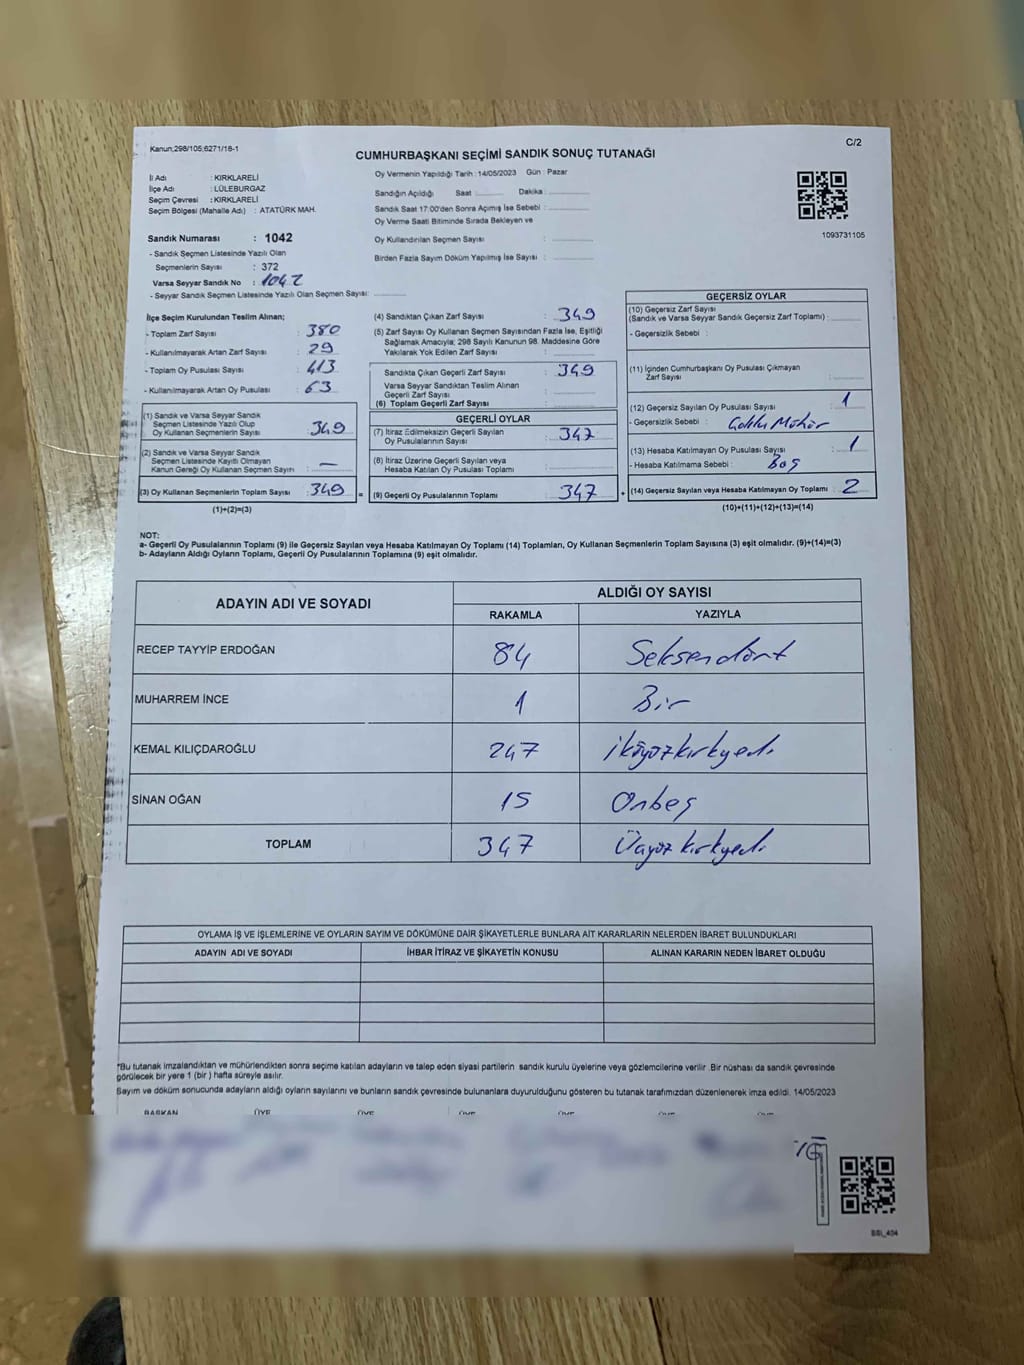 Kanun:298/105;6271/18-1
C/2
CUMHURBAŞKANI SEÇİMİ SANDIK SONUÇ TUTANAĞI
İl Adı : KIRKLARELİ
İlçe Adı : LÜLEBURGAZ
Seçim Çevresi : KIRKLARELİ
Seçim Bölgesi (Mahalle Adı) : ATATÜRK MAH.
Sandık Numarası : 1042
- Sandık Seçmen Listesinde Yazılı Olan
Seçmenlerin Sayısı : 372
Varsa Seyyar Sandık No : 1042
- Seyyar Sandık Seçmen Listesinde Yazılı Olan Seçmen Sayısı:
Oy Vermenin Yapıldığı Tarih : 14/05/2023 Gün : Pazar
Sandığın Açıldığı Saat Dakika :
Sandık Saat 17:00'den Sonra Açımış İse Sebebi :
Oy Verme Saati Bitiminde Sırada Bekleyen ve
Oy Kullandırılan Seçmen Sayısı :
Birden Fazla Sayım Döküm Yapılmış İse Sayısı :
1093731105
İlçe Seçim Kurulundan Teslim Alınan;
- Toplam Zarf Sayısı : 380
- Kullanılmayarak Artan Zarf Sayısı : 29
- Toplam Oy Pusulası Sayısı : 413
- Kullanılmayarak Artan Oy Pusulası : 63
(1) Sandık ve Varsa Seyyar Sandık
Seçmen Listesinde Yazılı Olup
Oy Kullanan Seçmenlerin Sayısı : 349
(2) Sandık ve Varsa Seyyar Sandık
Seçmen Listesinde Kayıtlı Olmayan
Kanun Gereği Oy Kullanan Seçmen Sayını : –
(3) Oy Kullanan Seçmenlerin Toplam Sayısı : 349 =
(1)+(2)=(3)
(4) Sandıktan Çıkan Zarf Sayısı : 349
(5) Zarf Sayısı Oy Kullanan Seçmen Sayısından Fazla İse, Eşitliği
Sağlamak Amacıyla; 298 Sayılı Kanunun 98. Maddesine Göre
Yakılarak Yok Edilen Zarf Sayısı :
Sandıkta Çıkan Geçerli Zarf Sayısı : 349
Varsa Seyyar Sandıktan Teslim Alınan
Geçerli Zarf Sayısı :
(6) Toplam Geçerli Zarf Sayısı :
GEÇERLİ OYLAR
(7) İtiraz Edilmeksizin Geçerli Sayılan
Oy Pusulalarının Sayısı : 347
(8) İtiraz Üzerine Geçerli Sayılan veya
Hesaba Katılan Oy Pusulası Toplamı :
(9) Geçerli Oy Pusulalarının Toplamı : 347 +
GEÇERSİZ OYLAR
(10) Geçersiz Zarf Sayısı
(Sandık ve Varsa Seyyar Sandık Geçersiz Zarf Toplamı) :
- Geçersizlik Sebebi :
(11) İçinden Cumhurbaşkanı Oy Pusulası Çıkmayan
Zarf Sayısı :
(12) Geçersiz Sayılan Oy Pusulası Sayısı : 1
- Geçersizlik Sebebi : Çoklu Mühür
(13) Hesaba Katılmayan Oy Pusulası Sayısı : 1
- Hesaba Katılmama Sebebi : Boş
(14) Geçersiz Sayılan veya Hesaba Katılmayan Oy Toplamı : 2
(10)+(11)+(12)+(13)=(14)
NOT:
a- Geçerli Oy Pusulalarının Toplamı (9) ile Geçersiz Sayılan veya Hesaba Katılmayan Oy Toplamı (14) Toplamları, Oy Kullanan Seçmenlerin Toplam Sayısına (3) eşit olmalıdır. (9)+(14)=(3)
b- Adayların Aldığı Oyların Toplamı, Geçerli Oy Pusulalarının Toplamına (9) eşit olmalıdır.
ADAYIN ADI VE SOYADI
ALDIĞI OY SAYISI
RAKAMLA YAZIYLA
RECEP TAYYİP ERDOĞAN 84 Seksendört
MUHARREM İNCE 1 Bir
KEMAL KILIÇDAROĞLU 247 ikiyüzkırkyedi
SİNAN OĞAN 15 Onbeş
TOPLAM 347 Üçyüzkırkyedi
OYLAMA İŞ VE İŞLEMLERİNE VE OYLARIN SAYIM VE DÖKÜMÜNE DAİR ŞİKAYETLERLE BUNLARA AİT KARARLARIN NELERDEN İBARET BULUNDUKLARI
ADAYIN ADI VE SOYADI İHBAR İTİRAZ VE ŞİKAYETİN KONUSU ALINAN KARARIN NEDEN İBARET OLDUĞU
*Bu tutanak imzalandıktan ve mühürlendikten sonra seçime katılan adayların ve talep eden siyasi partilerin sandık kurulu üyelerine veya gözlemcilerine verilir. Bir nüshası da sandık çevresinde
görülecek bir yere 1 (bir ) hafta süreyle asılır.
Sayım ve döküm sonucunda adayların aldığı oyların sayılarını ve bunların sandık çevresinde bulunanlara duyurulduğunu gösteren bu tutanak tarafımızdan düzenlenerek imza edildi. 14/05/2023
BAŞKAN ÜYE ÜYE ÜYE ÜYE ÜYE ÜYE